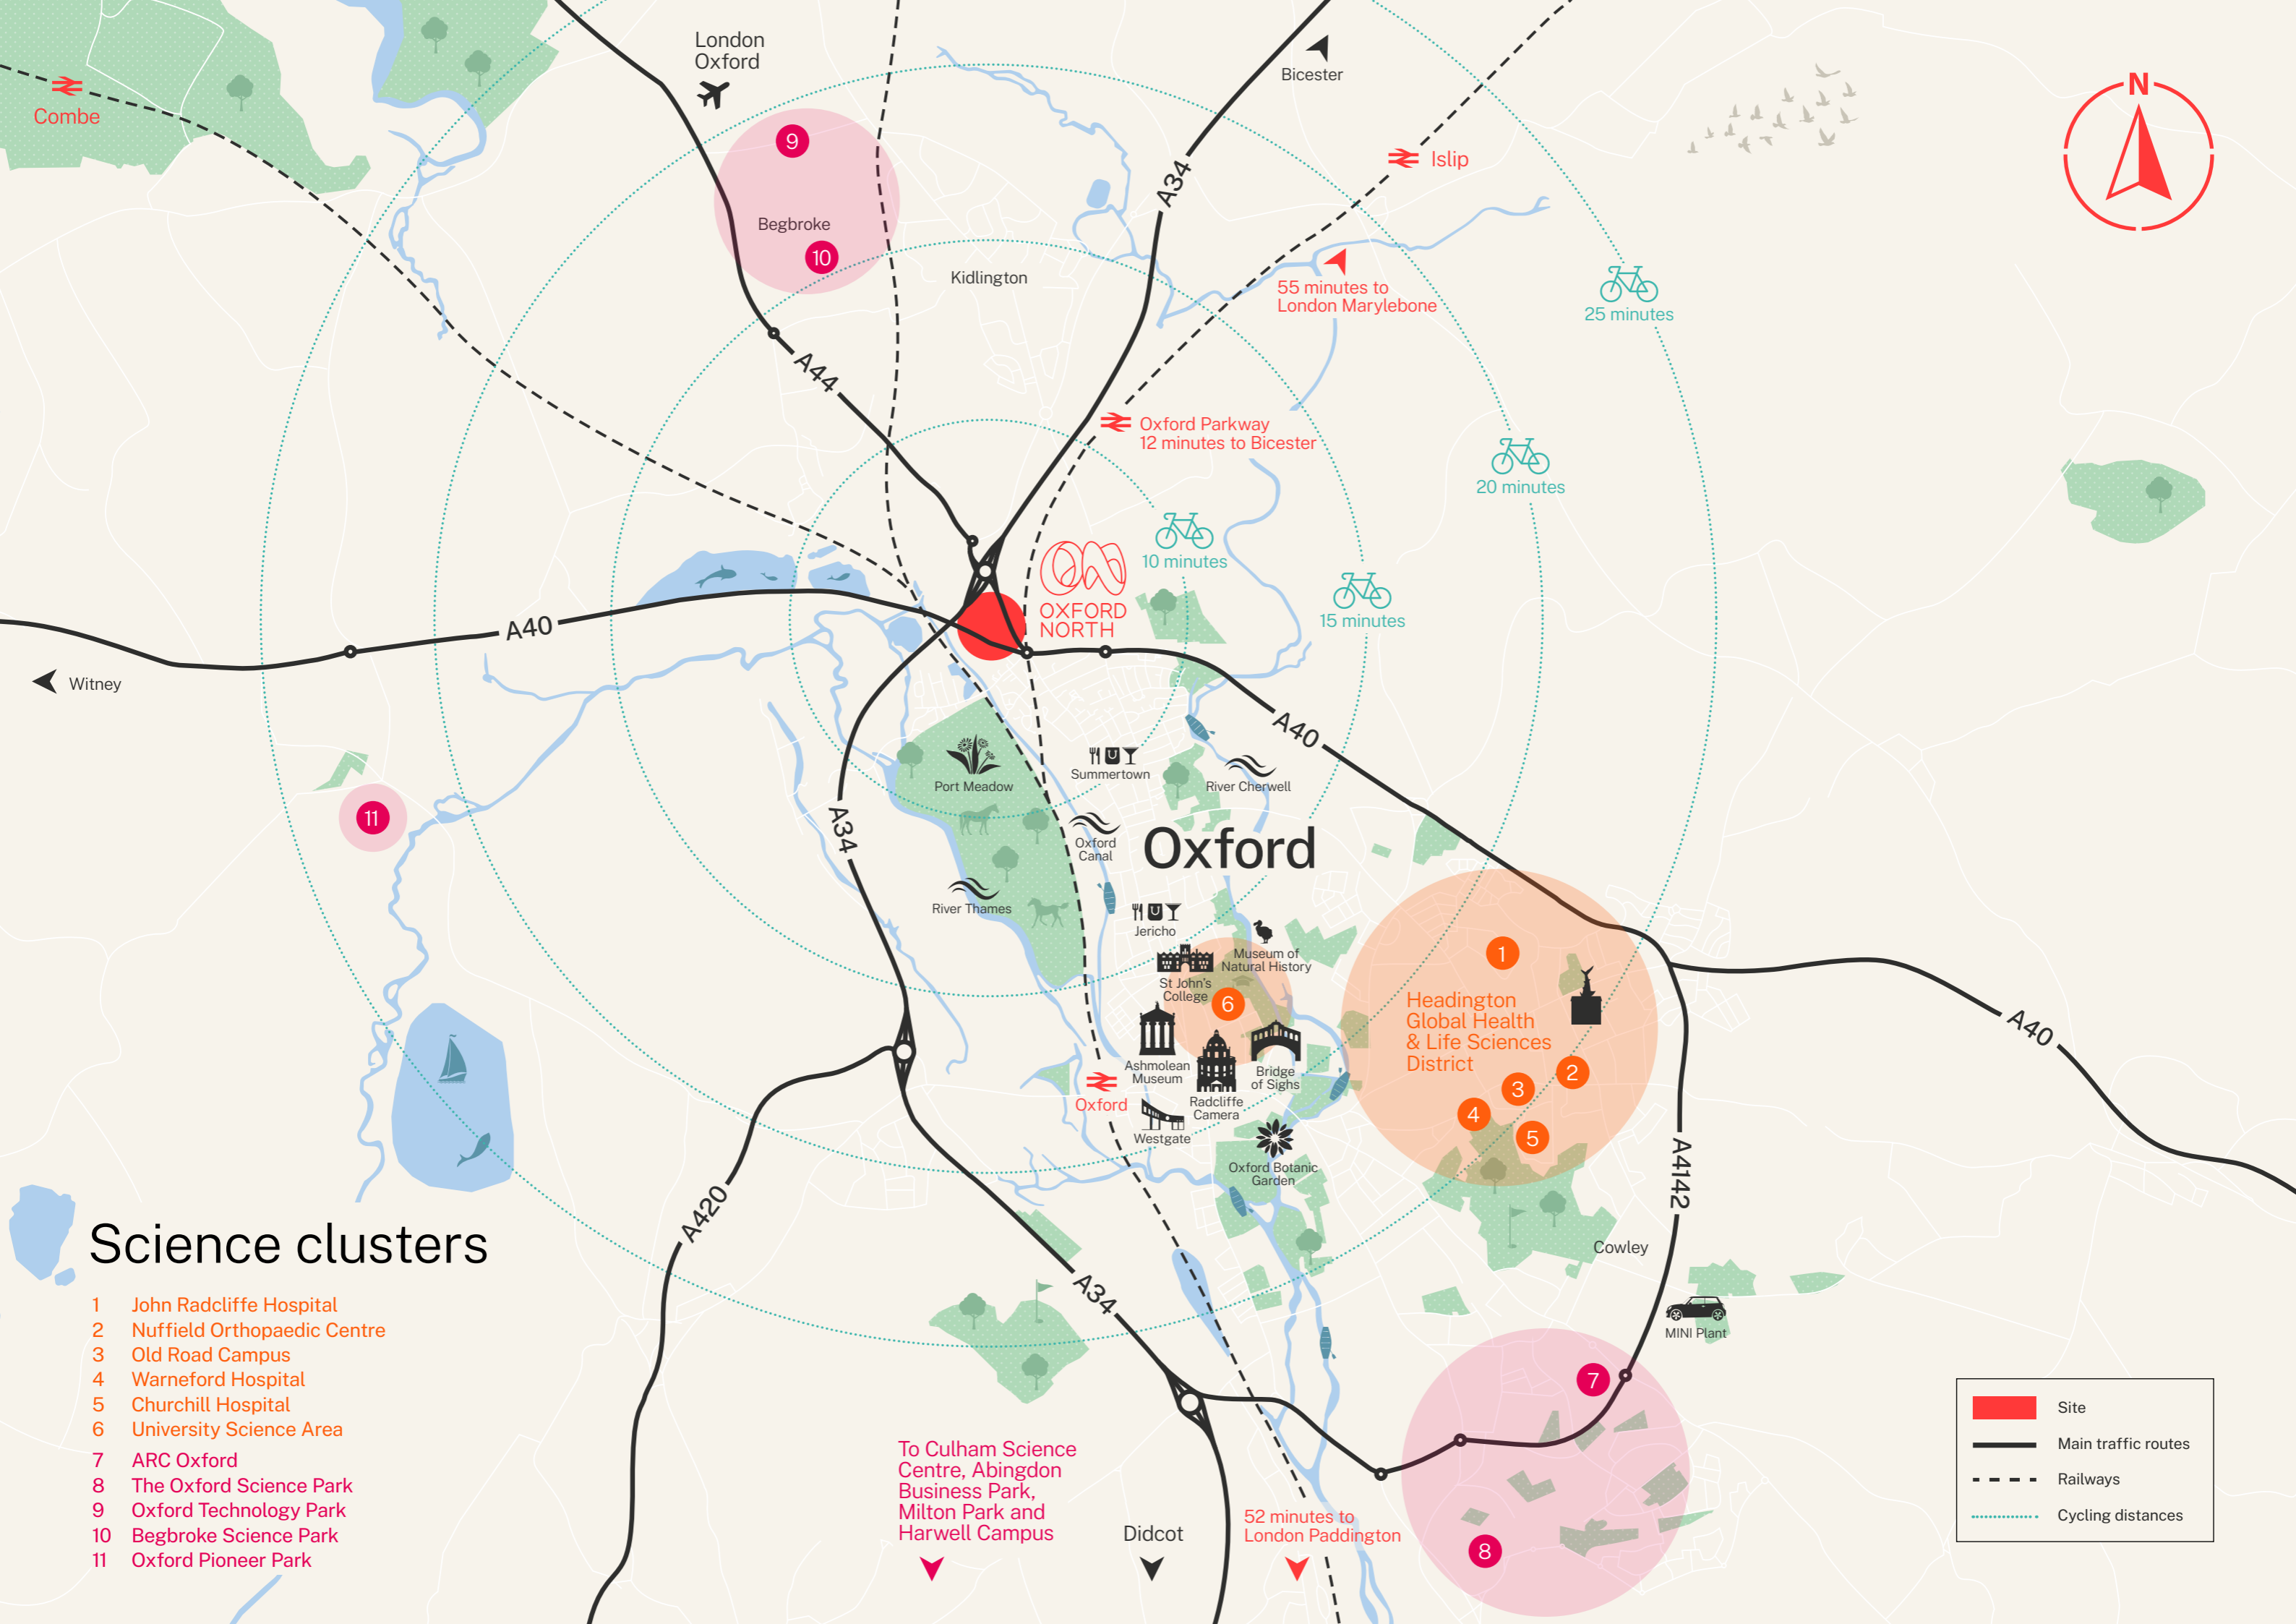 London
Oxford
Bicester
N
Combe
9
Islip
A34
Begbroke
10
Kidlington
55 minutes to
London Marylebone
25 minutes
A44
Oxford Parkway
12 minutes to Bicester
20 minutes
10 minutes
OXFORD
NORTH
15 minutes
A40
Witney
A40
Summertown
Port Meadow
River Cherwell
11
A34
Oxford
Canal
Oxford
River Thames
Jericho
Museum of
Natural History
St John's
College
6
1
Headington
Global Health
& Life Sciences
District
A40
Ashmolean
Museum
Bridge
of Sighs
Radcliffe
Camera
2
3
4
5
Oxford
Westgate
Oxford Botanic
Garden
A4142
A420
Cowley
A34
MINI Plant
Science clusters
1 John Radcliffe Hospital
2 Nuffield Orthopaedic Centre
3 Old Road Campus
4 Warneford Hospital
5 Churchill Hospital
6 University Science Area
7 ARC Oxford
8 The Oxford Science Park
9 Oxford Technology Park
10 Begbroke Science Park
11 Oxford Pioneer Park
7
8
To Culham Science
Centre, Abingdon
Business Park,
Milton Park and
Harwell Campus
Didcot
52 minutes to
London Paddington
Site
Main traffic routes
Railways
Cycling distances